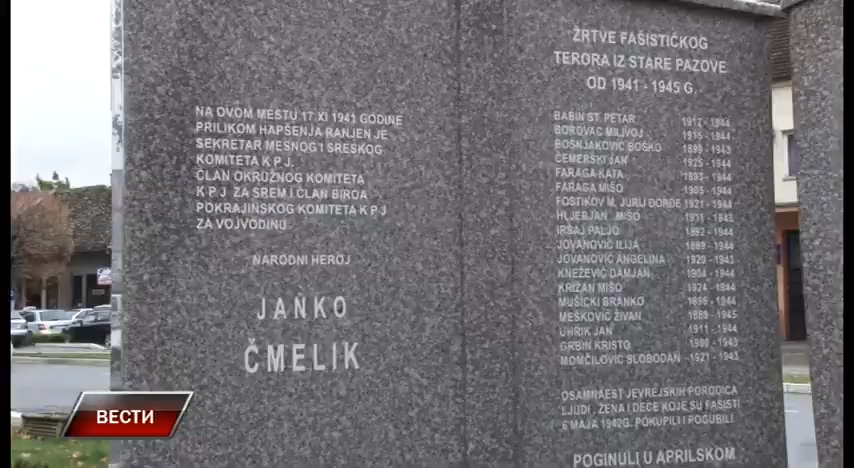 NA OVOM MESTU 17.XI 1941 GODINE
PRILIKOM HAPŠENJA RANJEN JE
SEKRETAR MESNOG I SRESKOG
KOMITETA K P J.
ČLAN OKRUŽNOG KOMITETA
K P J ZA SREM I ČLAN BIROA
POKRAJINSKOG KOMITETA K P J
ZA VOJVODINU
NARODNI HEROJ
JANKO
ČMELIK
ŽRTVE FAŠISTIČKOG
TERORA IZ STARE PAZOVE
OD 1941 - 1945 G.
BABIN ST. PETAR 1912 - 1944
BOROVAC MILIVOJ 1915 - 1944
BOŠNJAKOVIĆ BOŠKO 1899 - 1943
ČEMERSKI JAN 1925 - 1944
FARAGA KATA 1893 - 1944
FARAGA MIŠO 1905 - 1944
FOSTIKOV M. JURIJ ĐORĐE 1921 - 1944
HLJEBJAN MIŠO 1911 - 1943
IRŠAJ PALJO 1892 - 1944
JOVANOVIĆ ILIJA 1889 - 1944
JOVANOVIĆ ANGELINA 1920 - 1943
KNEŽEVIĆ DAMJAN 1904 - 1944
KRIŽAN MIŠO 1924 - 1944
MUŠICKI BRANKO 1895 - 1944
MEŠKOVIĆ ŽIVAN 1888 - 1945
UHRIK JAN 1911 - 1944
GRBIN KRISTO 1900 - 1943
MOMČILOVIĆ SLOBODAN - 1921 - 1943
OSAMNAEST JEVREJSKIH PORODICA
LJUDI, ŽENA I DECE KOJE SU FAŠISTI
6 MAJA 1942G. POKUPILI I POGUBILI
POGINULI U APRILSKOM
ВЕСТИ